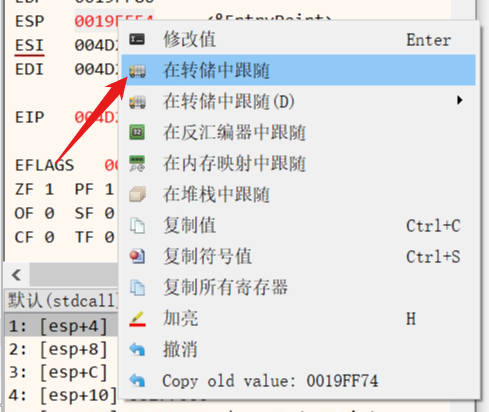 ESP 0019FFF4 <&EntryPoint>
ESI 004D2
EDI 004D2
EIP 004D2
EFLAGS 00
ZF 1 PF 1
OF 0 SF 0
CF 0 TF 0
默认(stdcall)
1: [esp+4]
2: [esp+8]
3: [esp+C]
4: [esp+10]
修改值 Enter
在转储中跟随
在转储中跟随(D)
在反汇编器中跟随
在内存映射中跟随
在堆栈中跟随
复制值 Ctrl+C
复制符号值 Ctrl+S
复制所有寄存器
加亮 H
撤消
Copy old value: 0019FF74